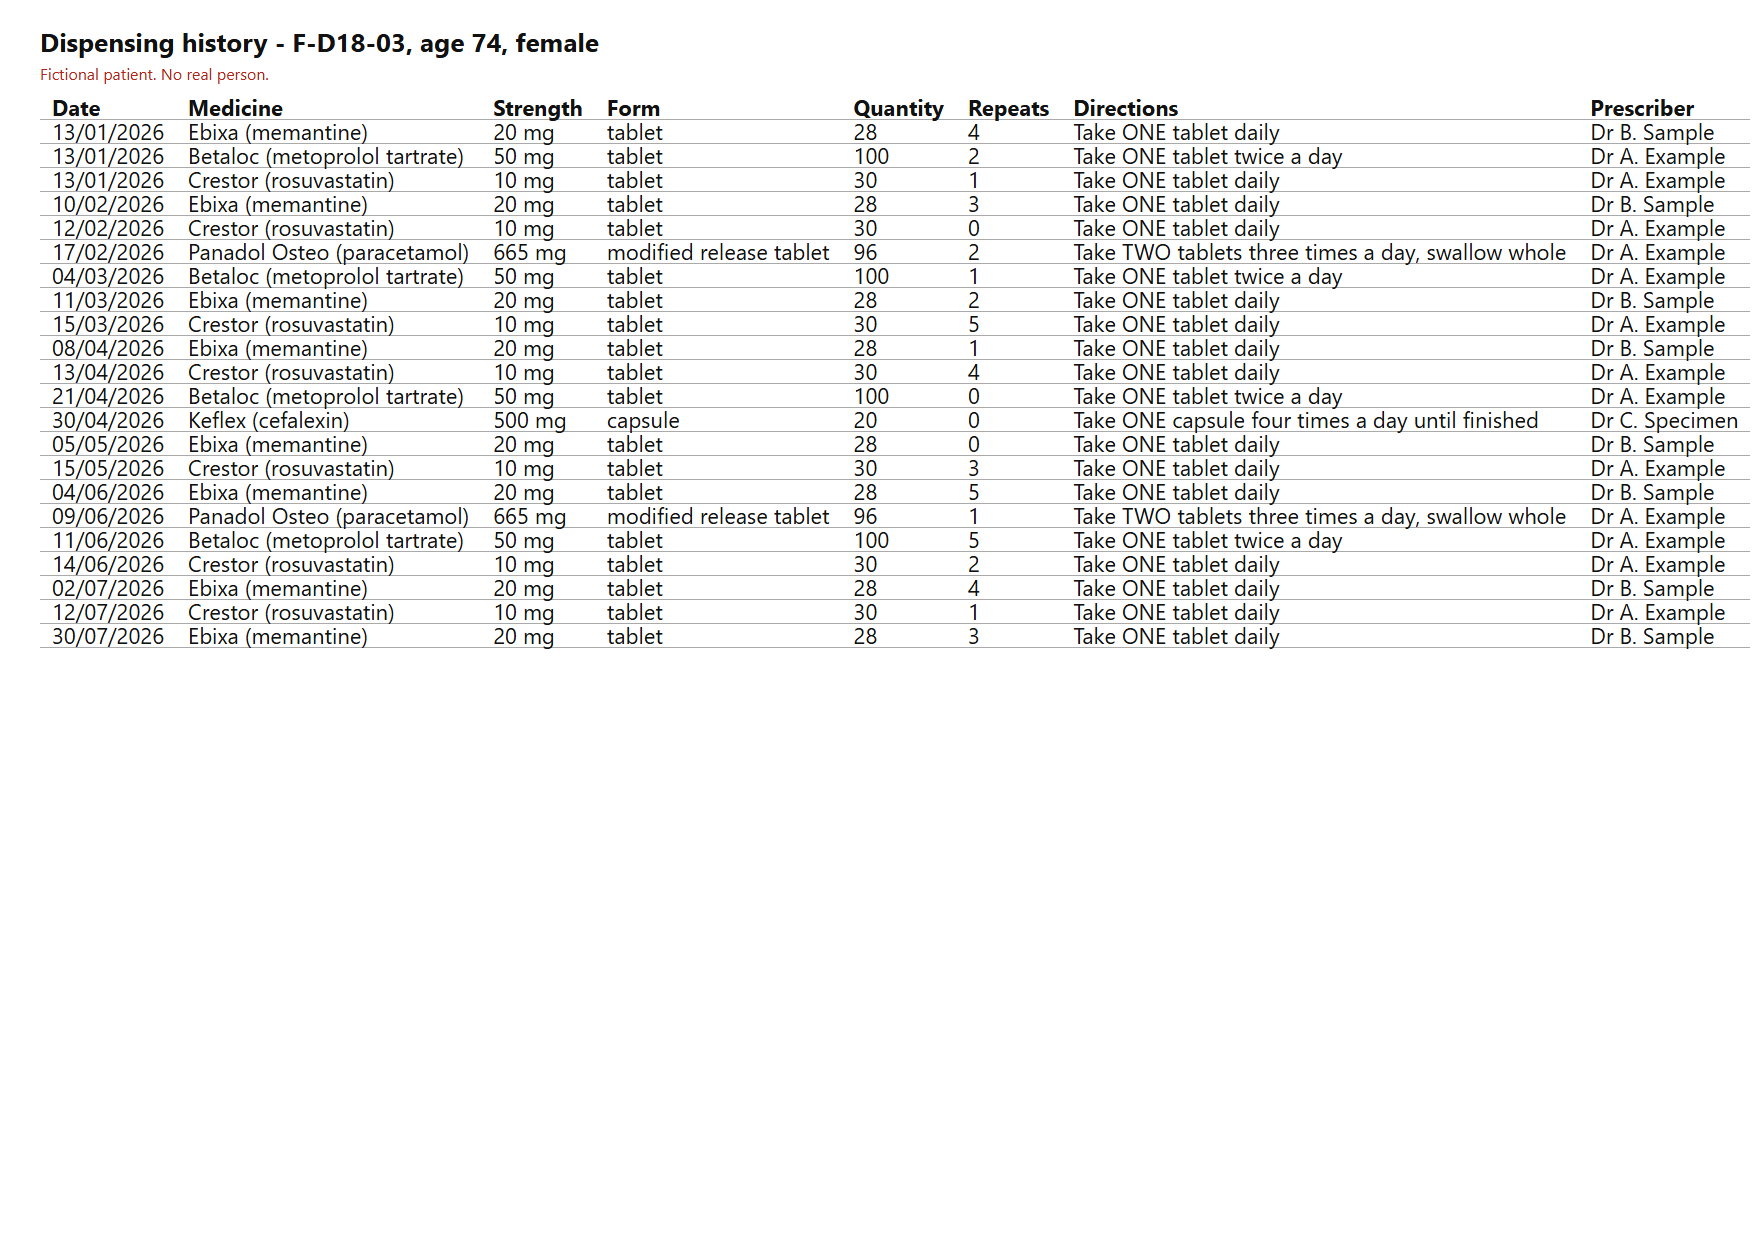 Dispensing history - F-D18-03, age 74, female
Fictional patient. No real person.
Date Medicine Strength Form Quantity Repeats Directions Prescriber
13/01/2026 Ebixa (memantine) 20 mg tablet 28 4 Take ONE tablet daily Dr B. Sample
13/01/2026 Betaloc (metoprolol tartrate) 50 mg tablet 100 2 Take ONE tablet twice a day Dr A. Example
13/01/2026 Crestor (rosuvastatin) 10 mg tablet 30 1 Take ONE tablet daily Dr A. Example
10/02/2026 Ebixa (memantine) 20 mg tablet 28 3 Take ONE tablet daily Dr B. Sample
12/02/2026 Crestor (rosuvastatin) 10 mg tablet 30 0 Take ONE tablet daily Dr A. Example
17/02/2026 Panadol Osteo (paracetamol) 665 mg modified release tablet 96 2 Take TWO tablets three times a day, swallow whole Dr A. Example
04/03/2026 Betaloc (metoprolol tartrate) 50 mg tablet 100 1 Take ONE tablet twice a day Dr A. Example
11/03/2026 Ebixa (memantine) 20 mg tablet 28 2 Take ONE tablet daily Dr B. Sample
15/03/2026 Crestor (rosuvastatin) 10 mg tablet 30 5 Take ONE tablet daily Dr A. Example
08/04/2026 Ebixa (memantine) 20 mg tablet 28 1 Take ONE tablet daily Dr B. Sample
13/04/2026 Crestor (rosuvastatin) 10 mg tablet 30 4 Take ONE tablet daily Dr A. Example
21/04/2026 Betaloc (metoprolol tartrate) 50 mg tablet 100 0 Take ONE tablet twice a day Dr A. Example
30/04/2026 Keflex (cefalexin) 500 mg capsule 20 0 Take ONE capsule four times a day until finished Dr C. Specimen
05/05/2026 Ebixa (memantine) 20 mg tablet 28 0 Take ONE tablet daily Dr B. Sample
15/05/2026 Crestor (rosuvastatin) 10 mg tablet 30 3 Take ONE tablet daily Dr A. Example
04/06/2026 Ebixa (memantine) 20 mg tablet 28 5 Take ONE tablet daily Dr B. Sample
09/06/2026 Panadol Osteo (paracetamol) 665 mg modified release tablet 96 1 Take TWO tablets three times a day, swallow whole Dr A. Example
11/06/2026 Betaloc (metoprolol tartrate) 50 mg tablet 100 5 Take ONE tablet twice a day Dr A. Example
14/06/2026 Crestor (rosuvastatin) 10 mg tablet 30 2 Take ONE tablet daily Dr A. Example
02/07/2026 Ebixa (memantine) 20 mg tablet 28 4 Take ONE tablet daily Dr B. Sample
12/07/2026 Crestor (rosuvastatin) 10 mg tablet 30 1 Take ONE tablet daily Dr A. Example
30/07/2026 Ebixa (memantine) 20 mg tablet 28 3 Take ONE tablet daily Dr B. Sample